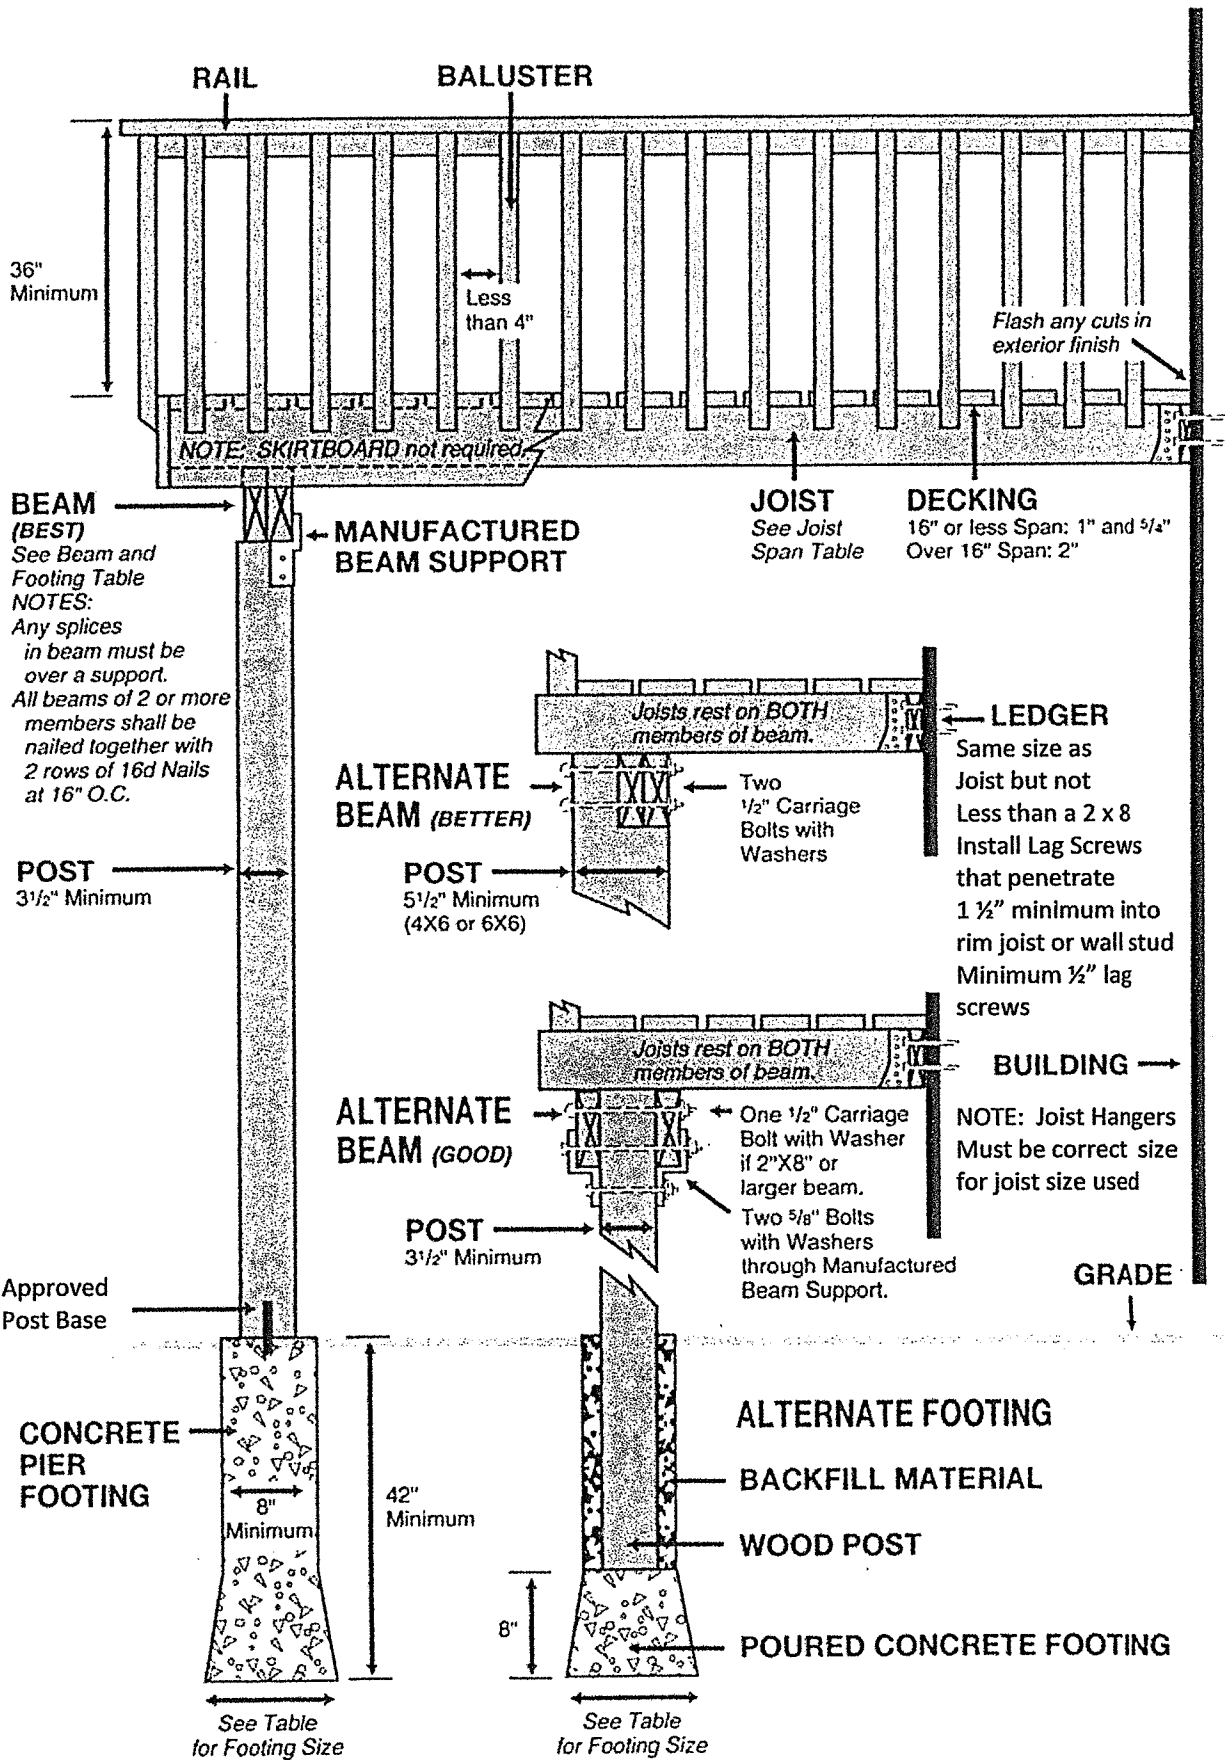 RAIL
BALUSTER
36"
Minimum
Less
than 4"
Flash any cuts in
exterior finish
NOTE: SKIRTBOARD not required
BEAM
(BEST)
See Beam and
Footing Table
NOTES:
Any splices
in beam must be
over a support.
All beams of 2 or more
members shall be
nailed together with
2 rows of 16d Nails
at 16" O.C.
MANUFACTURED
BEAM SUPPORT
JOIST
See Joist
Span Table
DECKING
16" or less Span: 1" and 5/4"
Over 16" Span: 2"
Joists rest on BOTH
members of beam.
LEDGER
Same size as
Joist but not
Less than a 2 x 8
Install Lag Screws
that penetrate
1 ½" minimum into
rim joist or wall stud
Minimum ½" lag
screws
ALTERNATE
BEAM (BETTER)
Two
1/2" Carriage
Bolts with
Washers
POST
3 1/2" Minimum
POST
5 1/2" Minimum
(4X6 or 6X6)
Joists rest on BOTH
members of beam.
BUILDING
NOTE: Joist Hangers
Must be correct size
for joist size used
ALTERNATE
BEAM (GOOD)
One 1/2" Carriage
Bolt with Washer
if 2"X8" or
larger beam.
Two 5/8" Bolts
with Washers
through Manufactured
Beam Support.
POST
3 1/2" Minimum
GRADE
Approved
Post Base
CONCRETE
PIER
FOOTING
8"
Minimum
42"
Minimum
ALTERNATE FOOTING
BACKFILL MATERIAL
WOOD POST
8"
POURED CONCRETE FOOTING
See Table
for Footing Size
See Table
for Footing Size